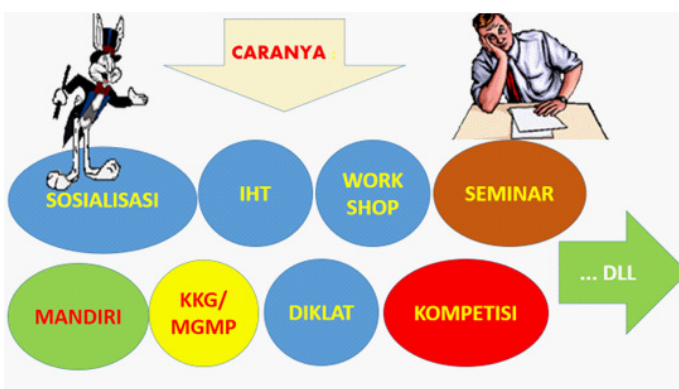 CARANYA :
SOSIALISASI
IHT
WORK
SHOP
SEMINAR
... DLL
MANDIRI
KKG/
MGMP
DIKLAT
KOMPETISI